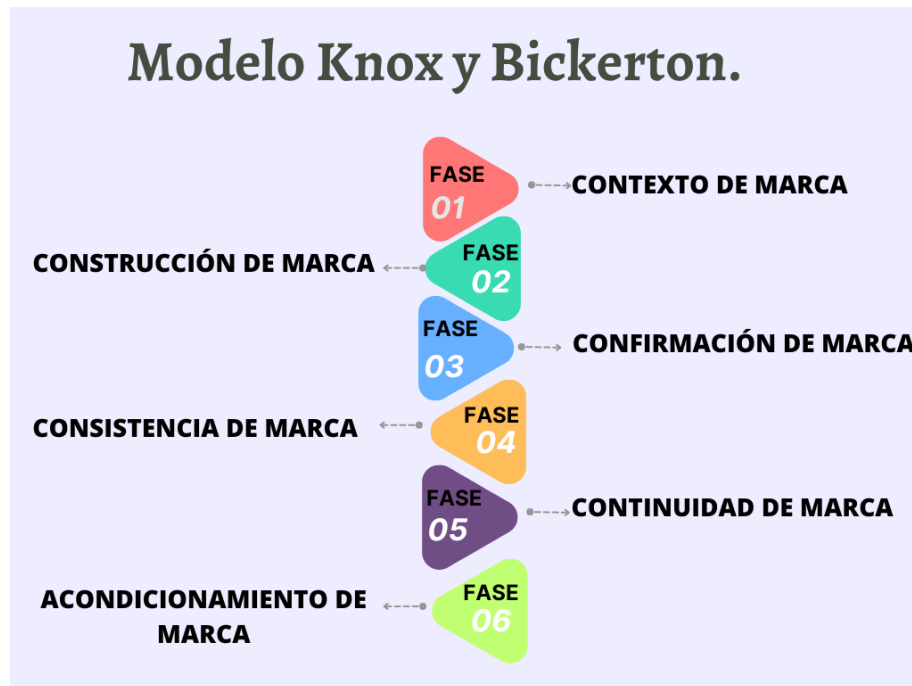 Modelo Knox y Bickerton.
FASE
01
CONTEXTO DE MARCA
CONSTRUCCIÓN DE MARCA
FASE
02
FASE
03
CONFIRMACIÓN DE MARCA
CONSISTENCIA DE MARCA
FASE
04
FASE
05
CONTINUIDAD DE MARCA
ACONDICIONAMIENTO DE
MARCA
FASE
06